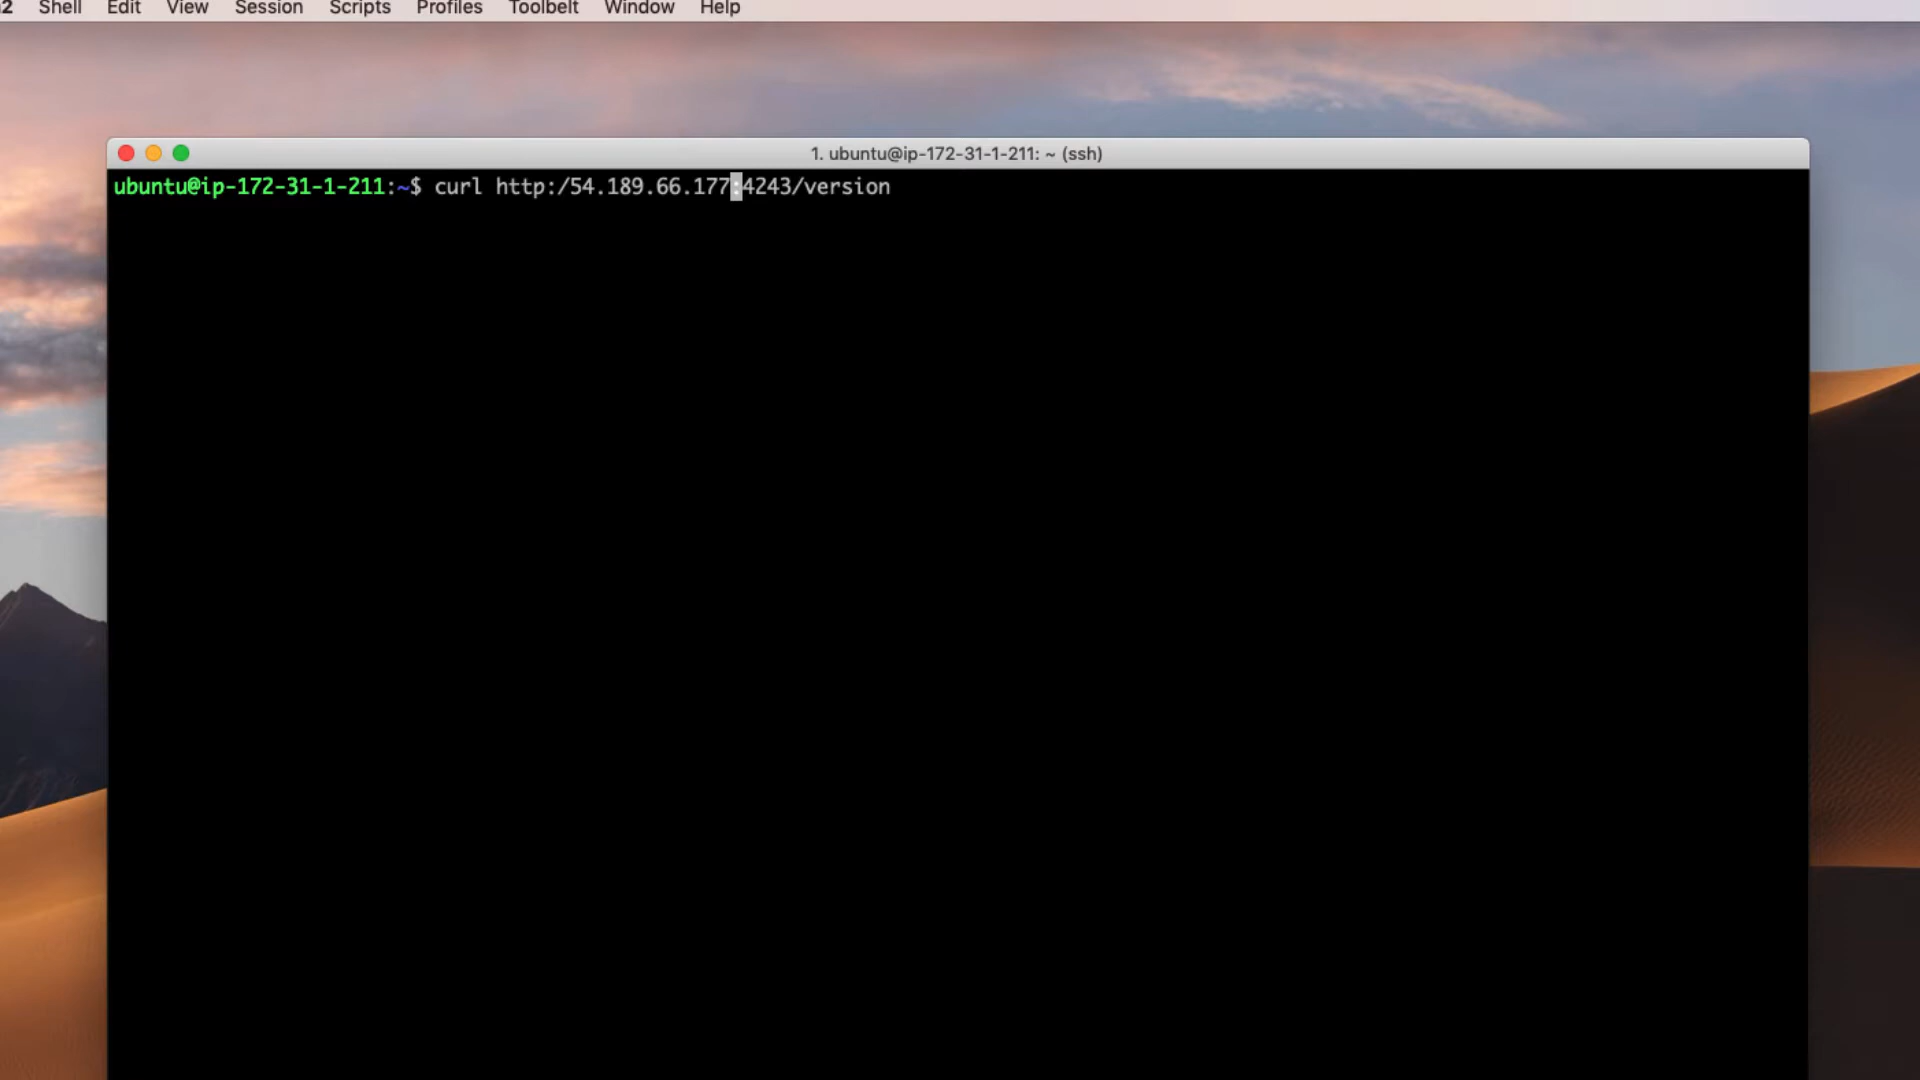 2 Shell Edit View Session Scripts Profiles Toolbelt Window Help
1. ubuntu@ip-172-31-1-211: ~ (ssh)
ubuntu@ip-172-31-1-211:~$ curl http:/54.189.66.177:4243/version